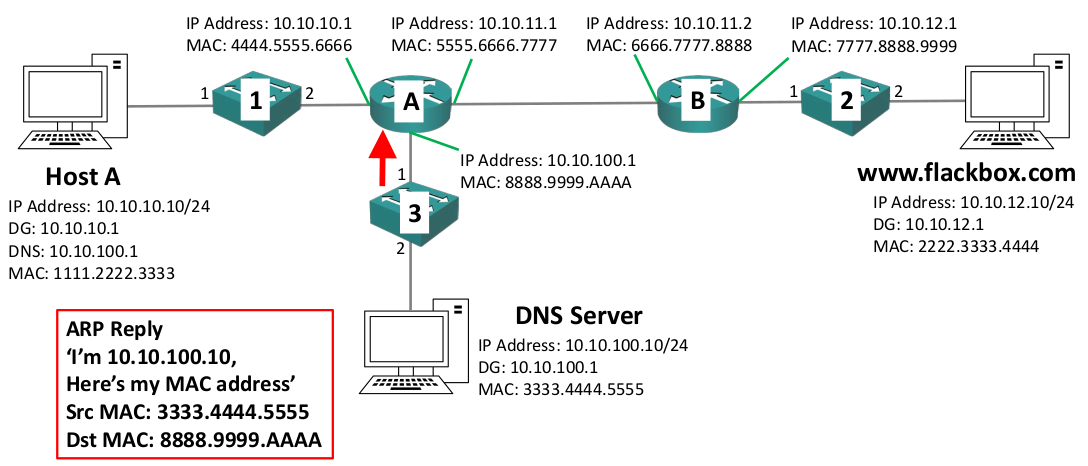 IP Address: 10.10.10.1
MAC: 4444.5555.6666
IP Address: 10.10.11.1
MAC: 5555.6666.7777
IP Address: 10.10.11.2
MAC: 6666.7777.8888
IP Address: 10.10.12.1
MAC: 7777.8888.9999
1
1
2
A
B
1
2
2
IP Address: 10.10.100.1
MAC: 8888.9999.AAAA
1
3
2
Host A
IP Address: 10.10.10.10/24
DG: 10.10.10.1
DNS: 10.10.100.1
MAC: 1111.2222.3333
www.flackbox.com
IP Address: 10.10.12.10/24
DG: 10.10.12.1
MAC: 2222.3333.4444
DNS Server
IP Address: 10.10.100.10/24
DG: 10.10.100.1
MAC: 3333.4444.5555
ARP Reply
‘I’m 10.10.100.10,
Here’s my MAC address’
Src MAC: 3333.4444.5555
Dst MAC: 8888.9999.AAAA